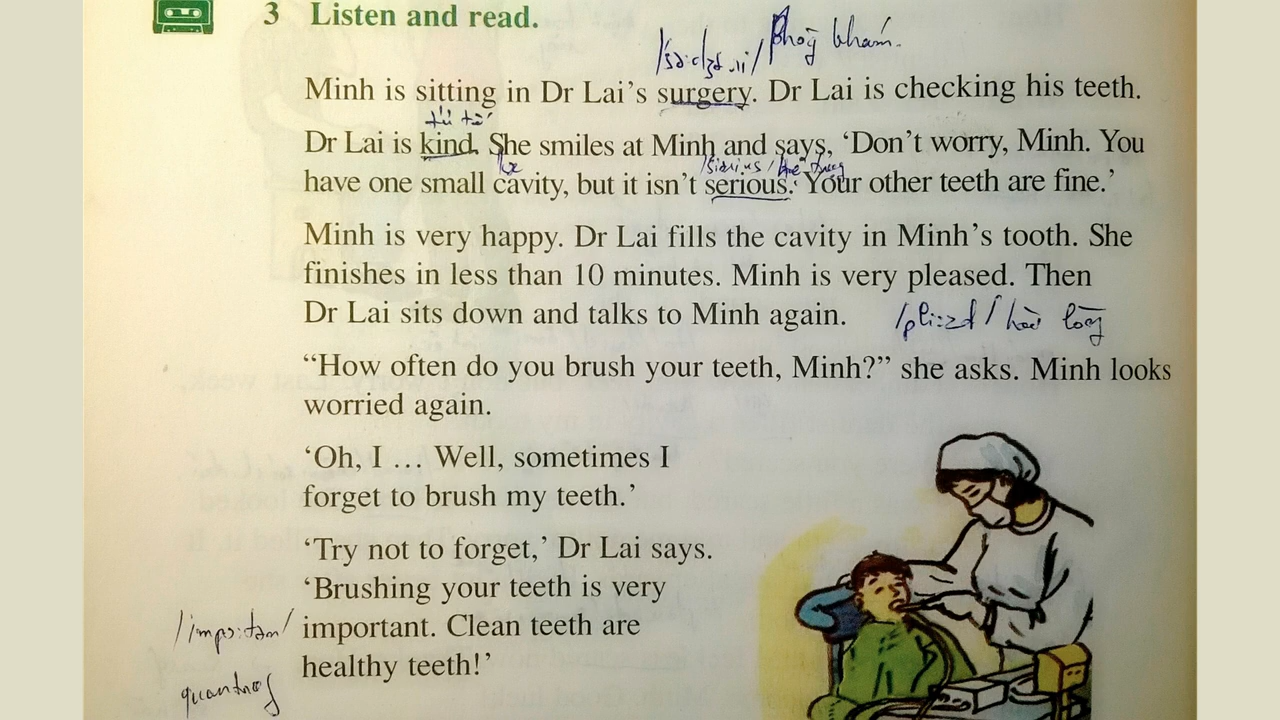 3 Listen and read.
phòng khám.
Minh is sitting in Dr Lai’s surgery. Dr Lai is checking his teeth.
tử tế
Dr Lai is kind. She smiles at Minh and says, ‘Don’t worry, Minh. You
have one small cavity, but it isn’t serious. Your other teeth are fine.’
Minh is very happy. Dr Lai fills the cavity in Minh’s tooth. She
finishes in less than 10 minutes. Minh is very pleased. Then
Dr Lai sits down and talks to Minh again. /pli:zd/ hài lòng
“How often do you brush your teeth, Minh?” she asks. Minh looks
worried again.
‘Oh, I … Well, sometimes I
forget to brush my teeth.’
‘Try not to forget,’ Dr Lai says.
‘Brushing your teeth is very
important. Clean teeth are
healthy teeth!’
quan trọng